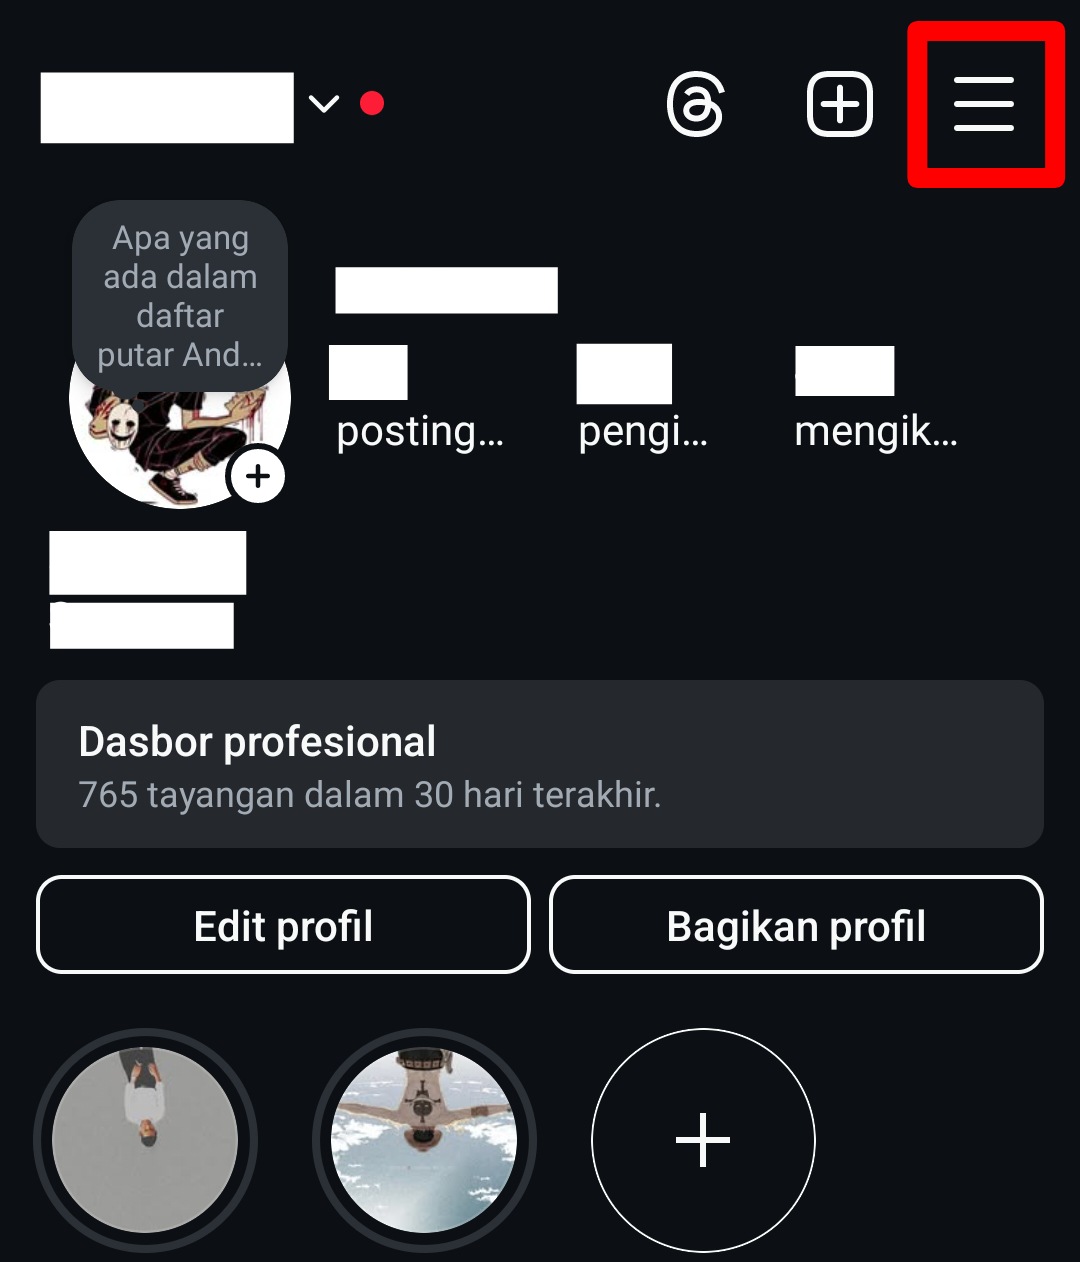 Apa yang
ada dalam
daftar
putar And...
posting...
pengi...
mengik...
Dasbor profesional
765 tayangan dalam 30 hari terakhir.
Edit profil
Bagikan profil